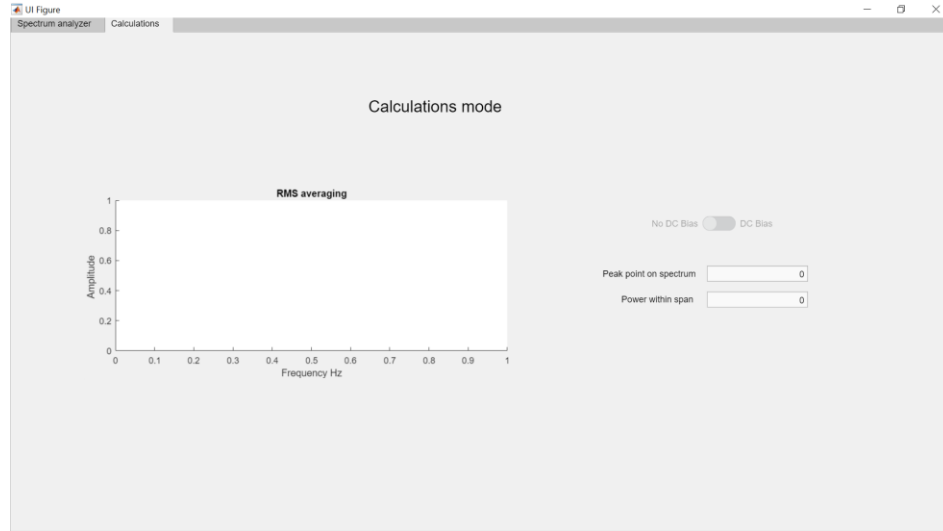 UI Figure
Spectrum analyzer Calculations
Calculations mode
RMS averaging
1
0.8
0.6
0.4
0.2
0
Amplitude
0 0.1 0.2 0.3 0.4 0.5 0.6 0.7 0.8 0.9 1
Frequency Hz
No DC Bias DC Bias
Peak point on spectrum 0
Power within span 0